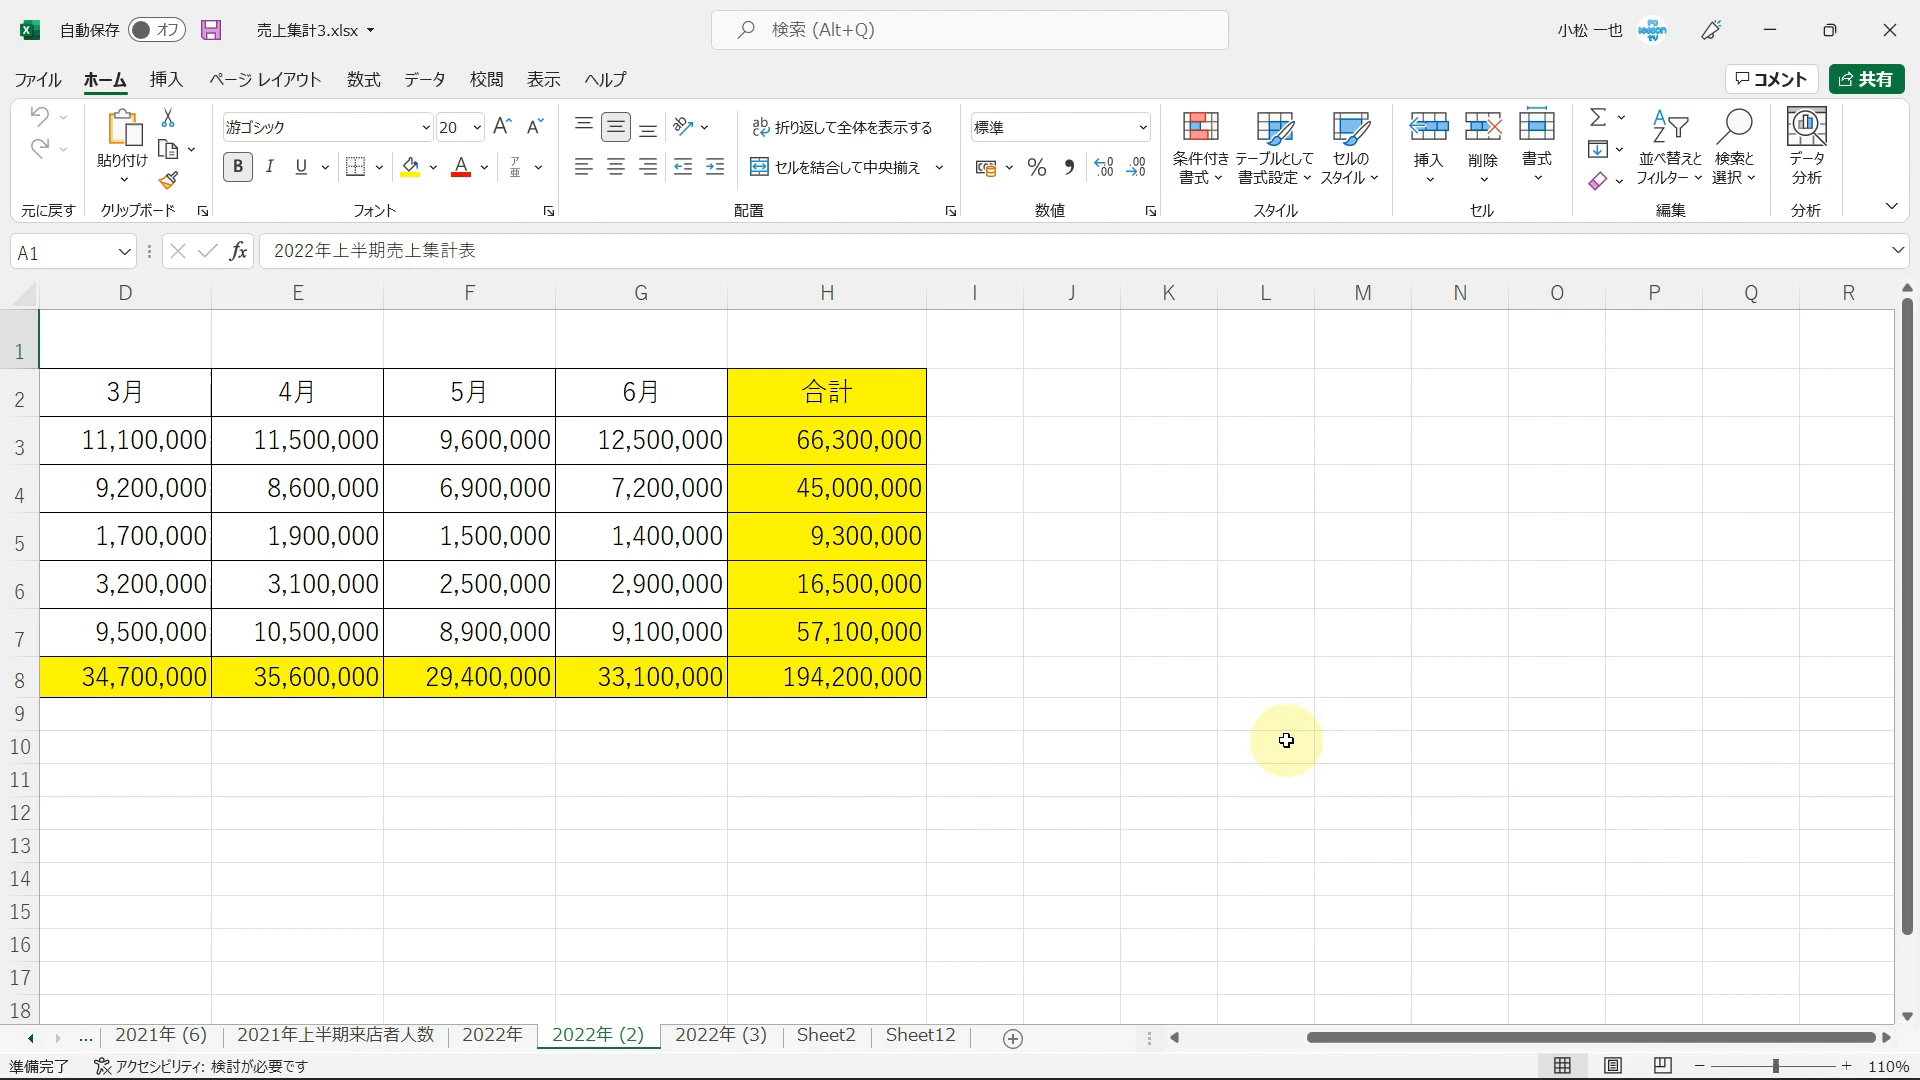 自動保存 オフ 売上集計3.xlsx 検索 (Alt+Q) 小松 一也
ファイル ホーム 挿入 ページ レイアウト 数式 データ 校閲 表示 ヘルプ コメント 共有
貼り付け
游ゴシック 20
B I U A
折り返して全体を表示する
セルを結合して中央揃え
標準
条件付き書式 テーブルとして書式設定 セルのスタイル
挿入 削除 書式
並べ替えとフィルター 検索と選択
データ分析
元に戻す クリップボード フォント 配置 数値 スタイル セル 編集 分析
A1 fx 2022年上半期売上集計表
D E F G H I J K L M N O P Q R
1
2 3月 4月 5月 6月 合計
3 11,100,000 11,500,000 9,600,000 12,500,000 66,300,000
4 9,200,000 8,600,000 6,900,000 7,200,000 45,000,000
5 1,700,000 1,900,000 1,500,000 1,400,000 9,300,000
6 3,200,000 3,100,000 2,500,000 2,900,000 16,500,000
7 9,500,000 10,500,000 8,900,000 9,100,000 57,100,000
8 34,700,000 35,600,000 29,400,000 33,100,000 194,200,000
9
10
11
12
13
14
15
16
17
18
... 2021年 (6) 2021年上半期来店者人数 2022年 2022年 (2) 2022年 (3) Sheet2 Sheet12
準備完了 アクセシビリティ: 検討が必要です 110%